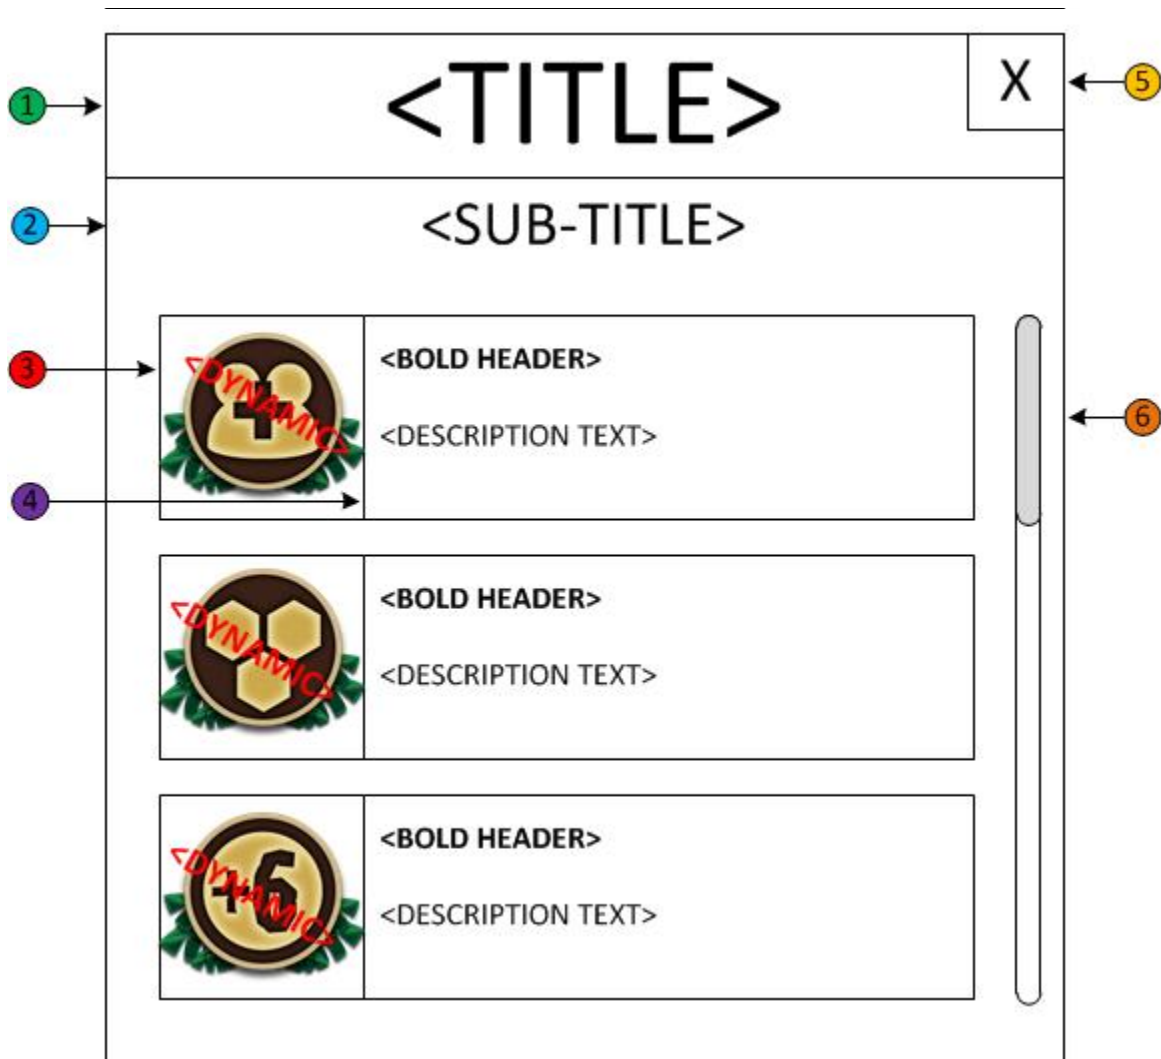 <TITLE>
X
1
5
<SUB-TITLE>
2
3
<DYNAMIC>
<BOLD HEADER>
<DESCRIPTION TEXT>
6
4
<DYNAMIC>
<BOLD HEADER>
<DESCRIPTION TEXT>
+6
<DYNAMIC>
<BOLD HEADER>
<DESCRIPTION TEXT>